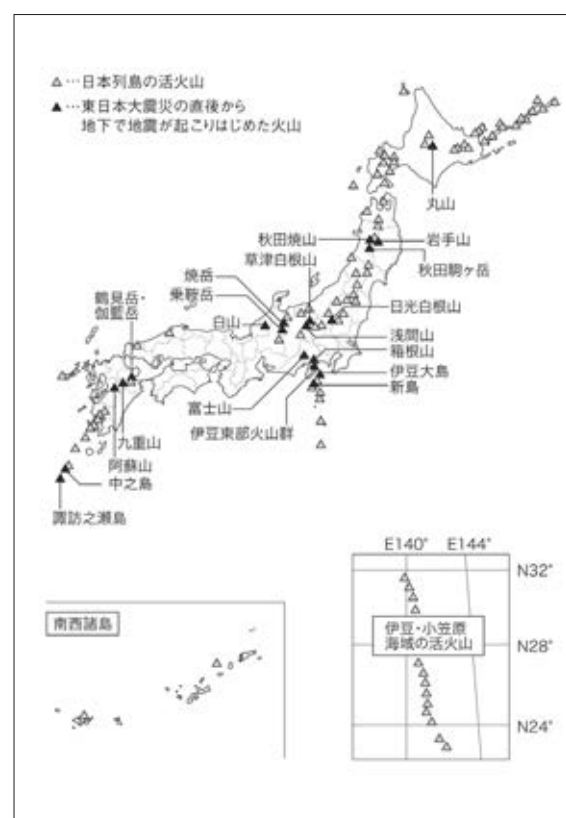 △…日本列島の活火山
▲…東日本大震災の直後から
地下で地震が起こりはじめた火山
丸山
秋田焼山
岩手山
草津白根山
秋田駒ヶ岳
焼岳
乗鞍岳
鶴見岳・
伽藍岳
白山
日光白根山
浅間山
箱根山
伊豆大島
新島
富士山
伊豆東部火山群
九重山
阿蘇山
中之島
諏訪之瀬島
E140° E144°
N32°
南西諸島
伊豆・小笠原
海域の活火山
N28°
N24°